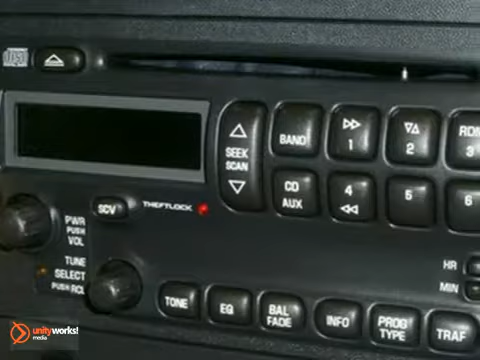 BAND
1
2
RDM
3
SEEK
SCAN
CD
AUX
4
5
6
SCV
THEFTLOCK
PWR
PUSH
VOL
TUNE
SELECT
PUSH RCL
HR
MIN
TONE
EQ
BAL
FADE
INFO
PROG
TYPE
TRAF
unityworks!
media